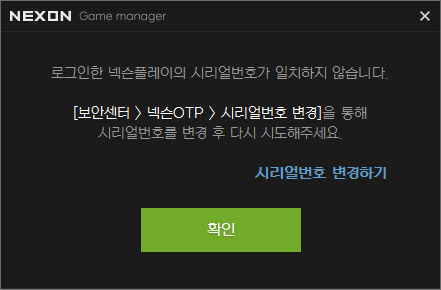 NEXON Game manager
로그인한 넥슨플레이의 시리얼번호가 일치하지 않습니다.
[보안센터 > 넥슨OTP > 시리얼번호 변경]을 통해
시리얼번호를 변경 후 다시 시도해주세요.
시리얼번호 변경하기
확인